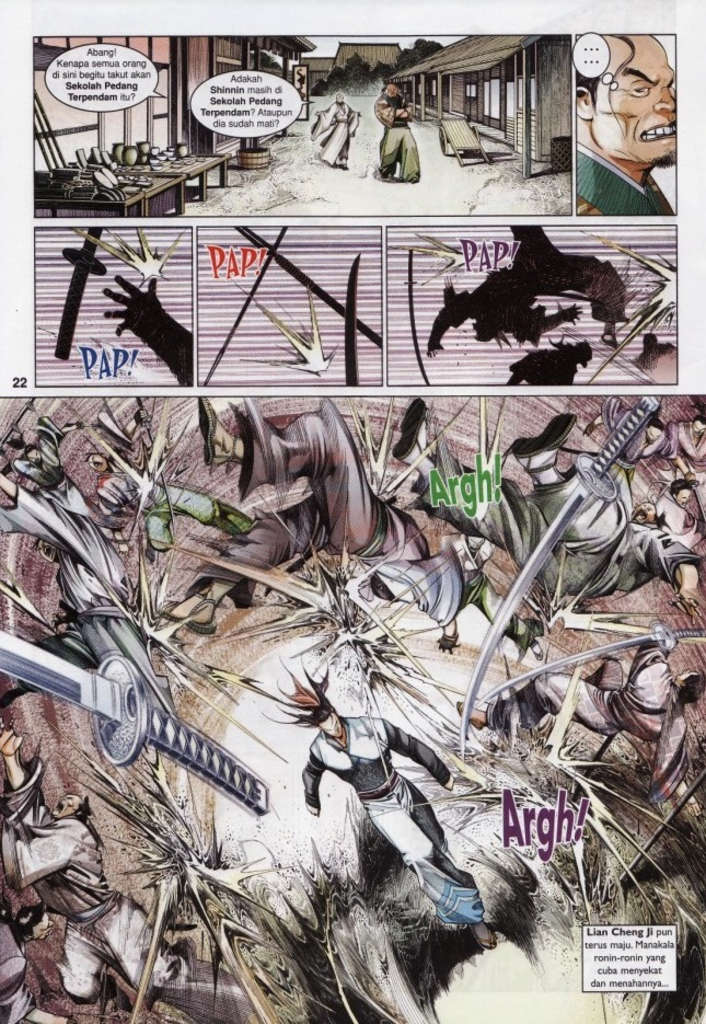 Abang!
Kenapa semua orang
di sini begitu takut akan
Sekolah Pedang
Terpendam itu?
Adakah
Shinnin masih di
Sekolah Pedang
Terpendam? Ataupun
dia sudah mati?
...
...
PAP!
PAP!
PAP!
22
Argh!
Argh!
Lian Cheng Ji pun
terus maju. Manakala
ronin-ronin yang
cuba menyekat
dan menahannya...